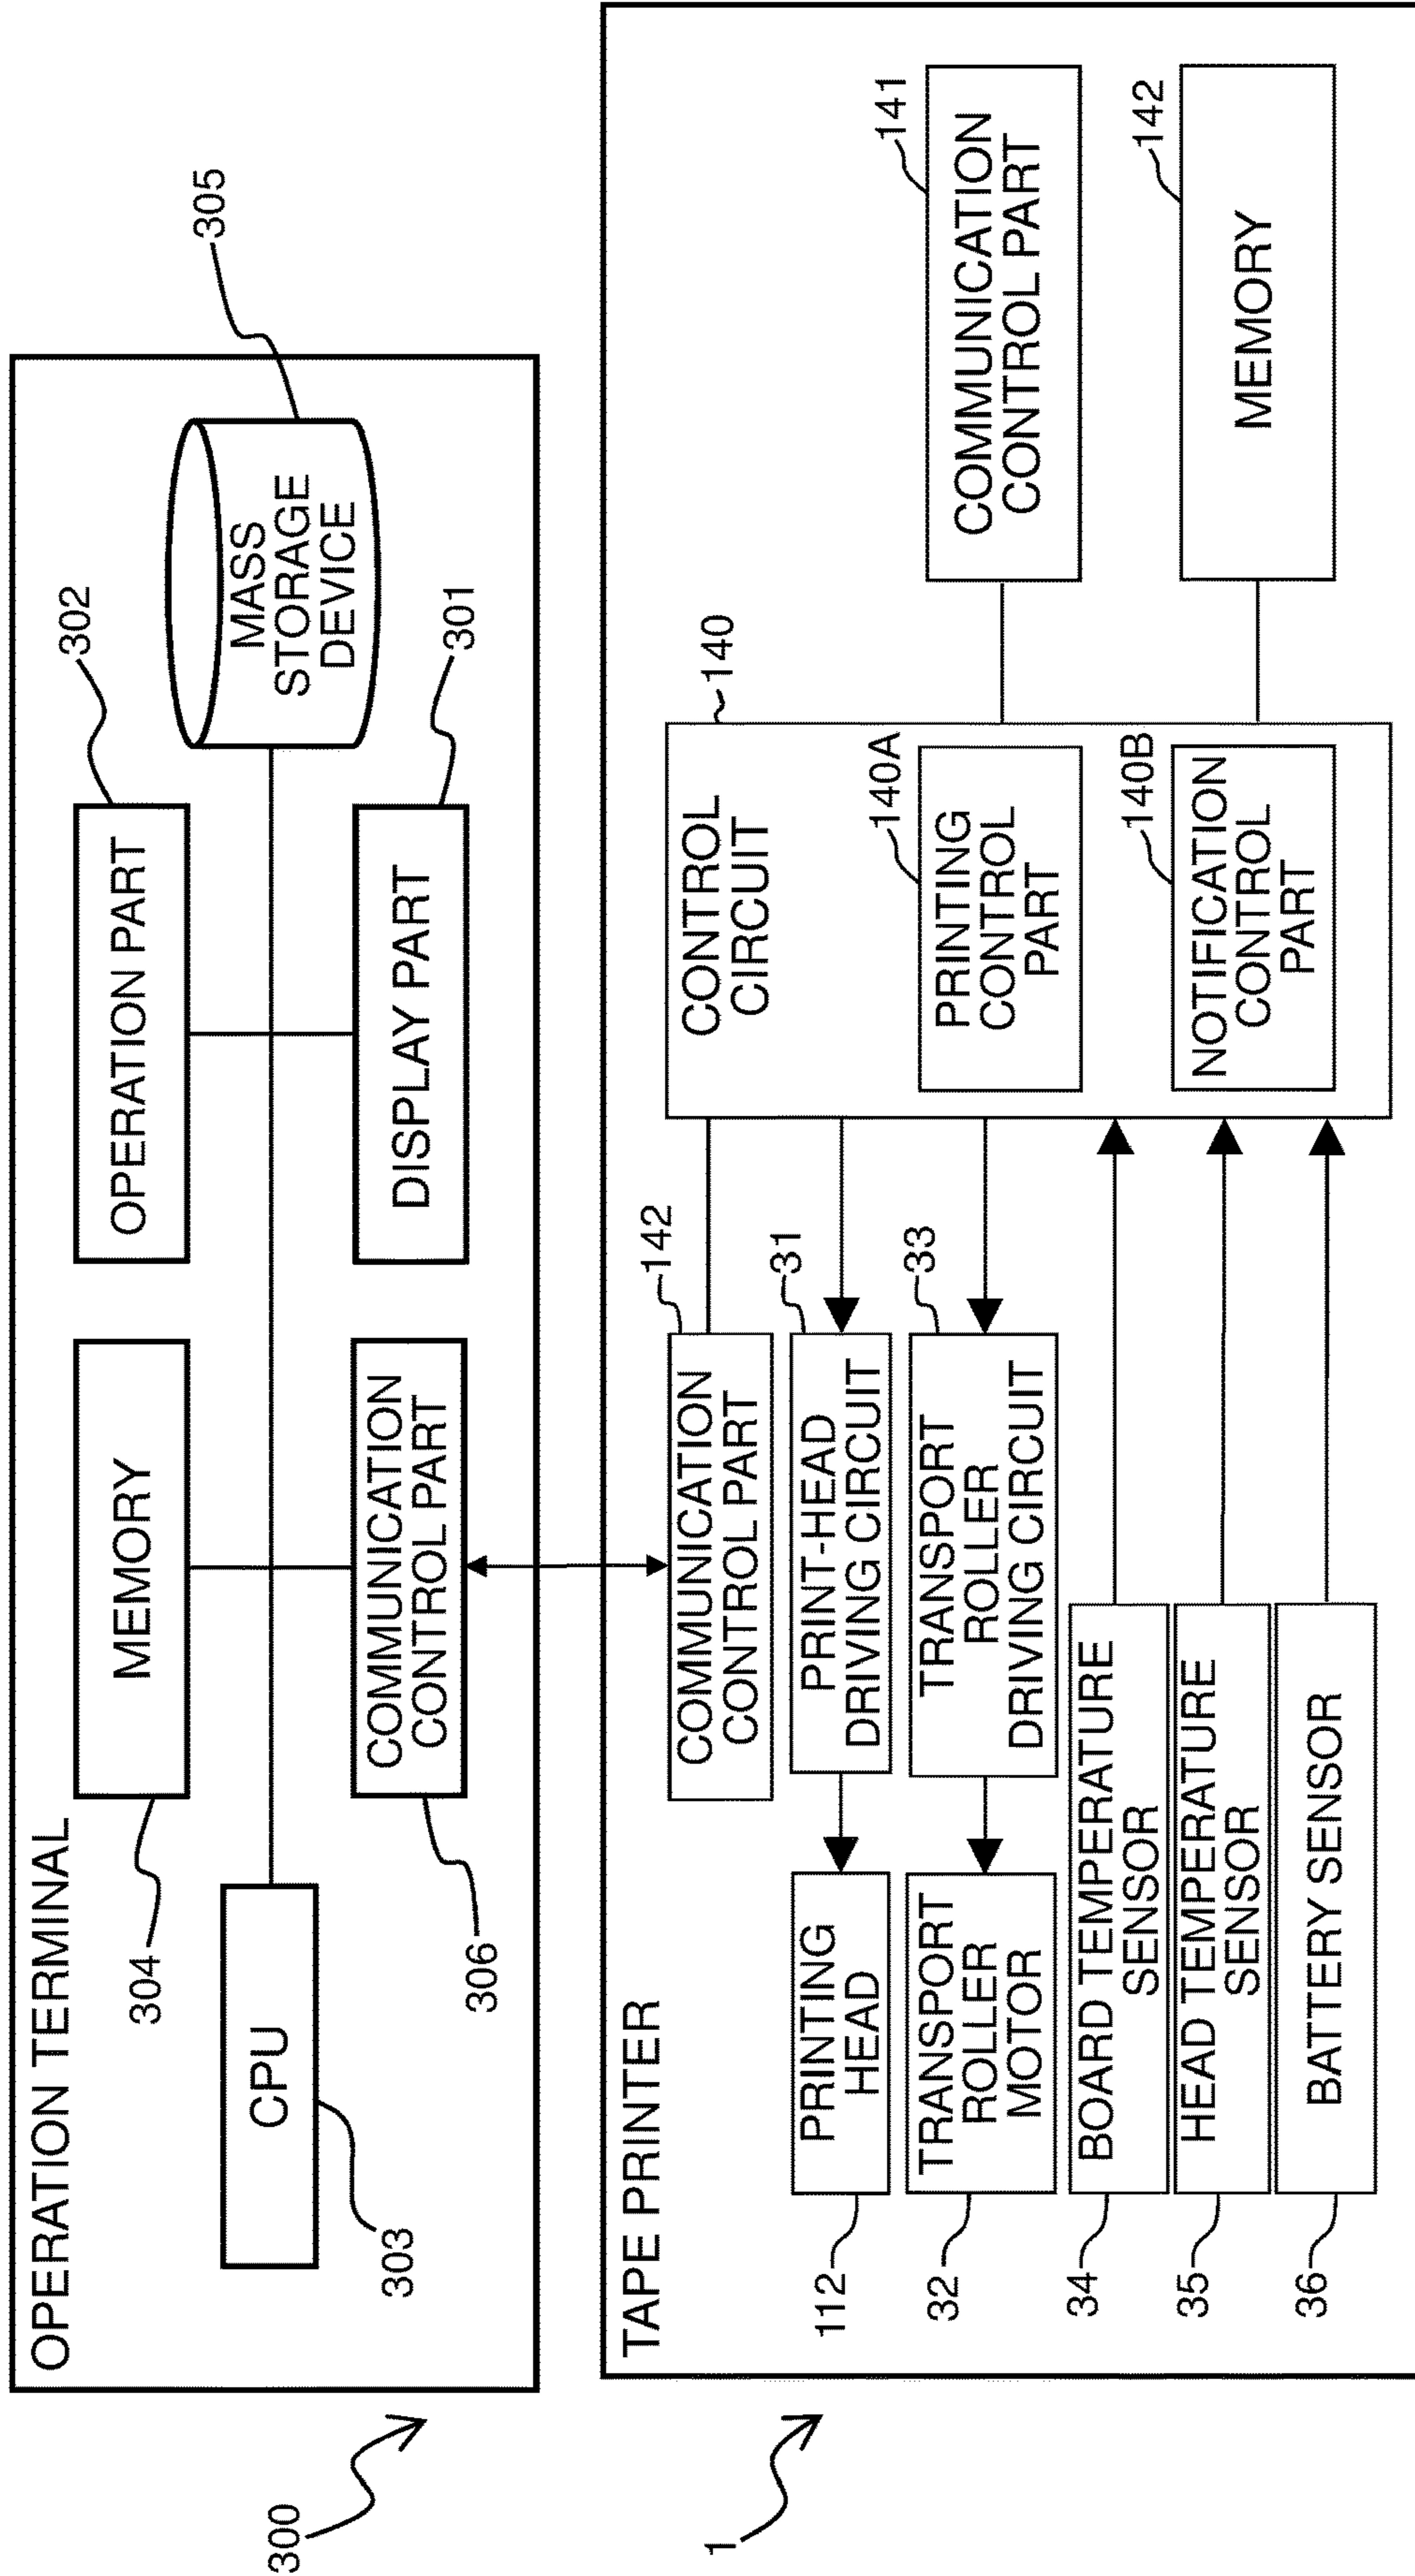 300
OPERATION TERMINAL
303
CPU
304
MEMORY
306
COMMUNICATION
CONTROL PART
302
OPERATION PART
301
DISPLAY PART
305
MASS
STORAGE
DEVICE
1
TAPE PRINTER
142
COMMUNICATION
CONTROL PART
112
PRINTING
HEAD
31
PRINT-HEAD
DRIVING CIRCUIT
32
TRANSPORT
ROLLER
MOTOR
33
TRANSPORT
ROLLER
DRIVING CIRCUIT
34
BOARD TEMPERATURE
SENSOR
35
HEAD TEMPERATURE
SENSOR
36
BATTERY SENSOR
140
CONTROL
CIRCUIT
140A
PRINTING
CONTROL
PART
140B
NOTIFICATION
CONTROL
PART
141
COMMUNICATION
CONTROL PART
142
MEMORY